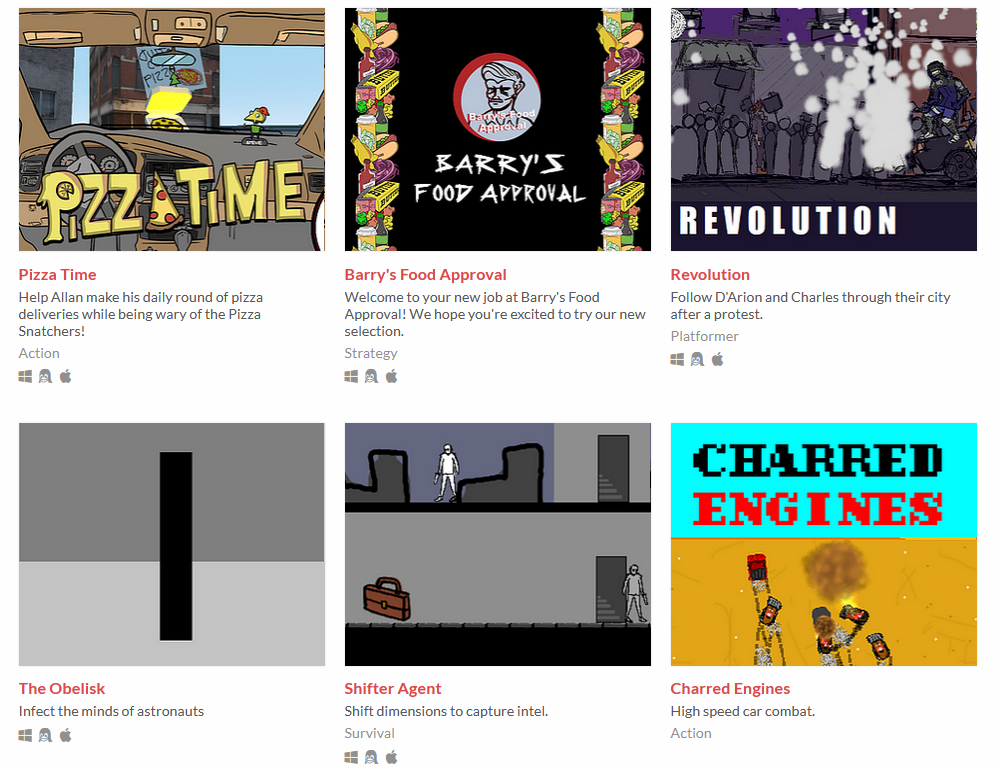 JUST
PIZZA
PIZZA TIME
Pizza Time
Help Allan make his daily round of pizza
deliveries while being wary of the Pizza
Snatchers!
Action
Barry's Food
Approval
BARRY'S
FOOD APPROVAL
Barry's Food Approval
Welcome to your new job at Barry's Food
Approval! We hope you're excited to try our new
selection.
Strategy
REVOLUTION
Revolution
Follow D'Arion and Charles through their city
after a protest.
Platformer
The Obelisk
Infect the minds of astronauts
Shifter Agent
Shift dimensions to capture intel.
Survival
CHARRED
ENGINES
Charred Engines
High speed car combat.
Action